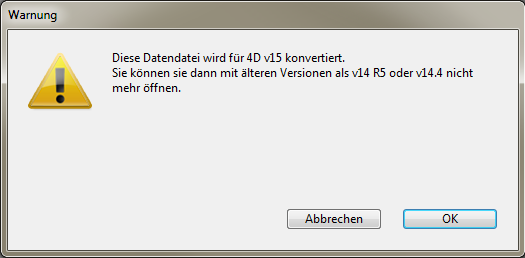 Warnung
Diese Datendatei wird für 4D v15 konvertiert.
Sie können sie dann mit älteren Versionen als v14 R5 oder v14.4 nicht
mehr öffnen.
Abbrechen
OK